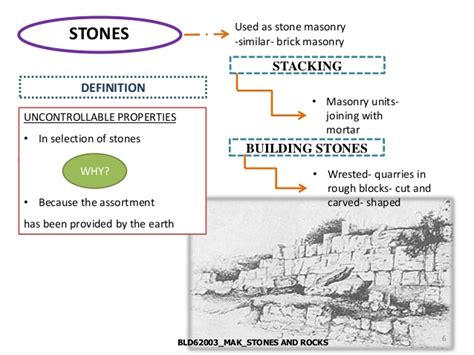 STONES
Used as stone masonry
-similar- brick masonry
DEFINITION
UNCONTROLLABLE PROPERTIES
• In selection of stones
WHY?
• Because the assortment
has been provided by the earth
STACKING
• Masonry units-
joining with
mortar
BUILDING STONES
• Wrested- quarries in
rough blocks- cut and
carved- shaped
BLD62003_MAK_STONES AND ROCKS
6